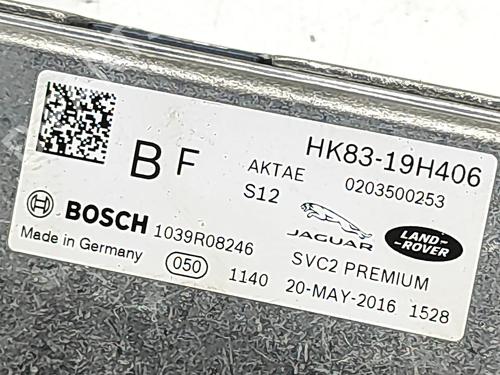 HK83-19H406
B F AKTAE 0203500253
S12
BOSCH 1039R08246 JAGUAR LAND-ROVER
Made in Germany 050 1140 SVC2 PREMIUM
20-MAY-2016 1528